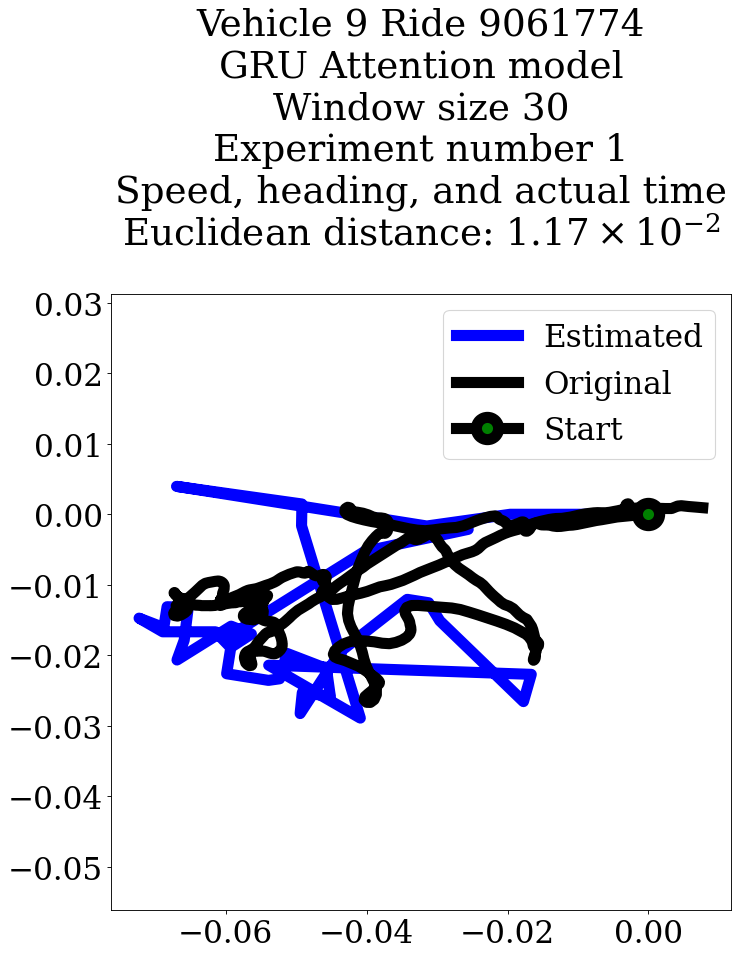 Vehicle 9 Ride 9061774
GRU Attention model
Window size 30
Experiment number 1
Speed, heading, and actual time
Euclidean distance: 1.17 × 10⁻²
Estimated
Original
Start
0.03
0.02
0.01
0.00
−0.01
−0.02
−0.03
−0.04
−0.05
−0.06 −0.04 −0.02 0.00